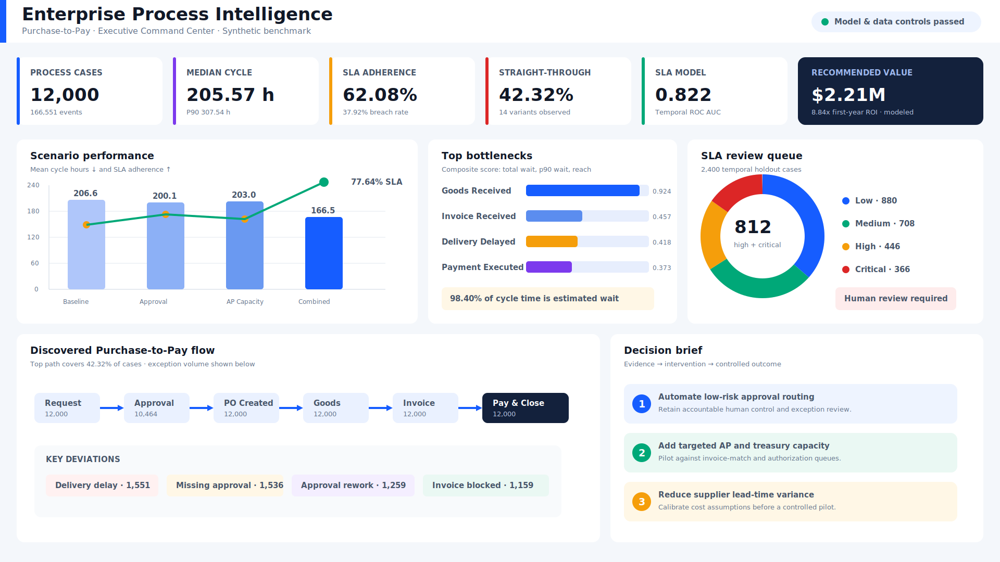 Enterprise Process Intelligence
Purchase-to-Pay · Executive Command Center · Synthetic benchmark
Model & data controls passed
PROCESS CASES
12,000
166,551 events
MEDIAN CYCLE
205.57 h
P90 307.54 h
SLA ADHERENCE
62.08%
37.92% breach rate
STRAIGHT-THROUGH
42.32%
14 variants observed
SLA MODEL
0.822
Temporal ROC AUC
RECOMMENDED VALUE
$2.21M
8.84x first-year ROI · modeled
Scenario performance
Mean cycle hours ↓ and SLA adherence ↑
240
180
120
60
0
206.6
200.1
203.0
166.5
77.64% SLA
Baseline
Approval
AP Capacity
Combined
Top bottlenecks
Composite score: total wait, p90 wait, reach
Goods Received 0.924
Invoice Received 0.457
Delivery Delayed 0.418
Payment Executed 0.373
98.40% of cycle time is estimated wait
SLA review queue
2,400 temporal holdout cases
812
high + critical
Low · 880
Medium · 708
High · 446
Critical · 366
Human review required
Discovered Purchase-to-Pay flow
Top path covers 42.32% of cases · exception volume shown below
Request
12,000
Approval
10,464
PO Created
12,000
Goods
12,000
Invoice
12,000
Pay & Close
12,000
KEY DEVIATIONS
Delivery delay · 1,551
Missing approval · 1,536
Approval rework · 1,259
Invoice blocked · 1,159
Decision brief
Evidence → intervention → controlled outcome
1
Automate low-risk approval routing
Retain accountable human control and exception review.
2
Add targeted AP and treasury capacity
Pilot against invoice-match and authorization queues.
3
Reduce supplier lead-time variance
Calibrate cost assumptions before a controlled pilot.